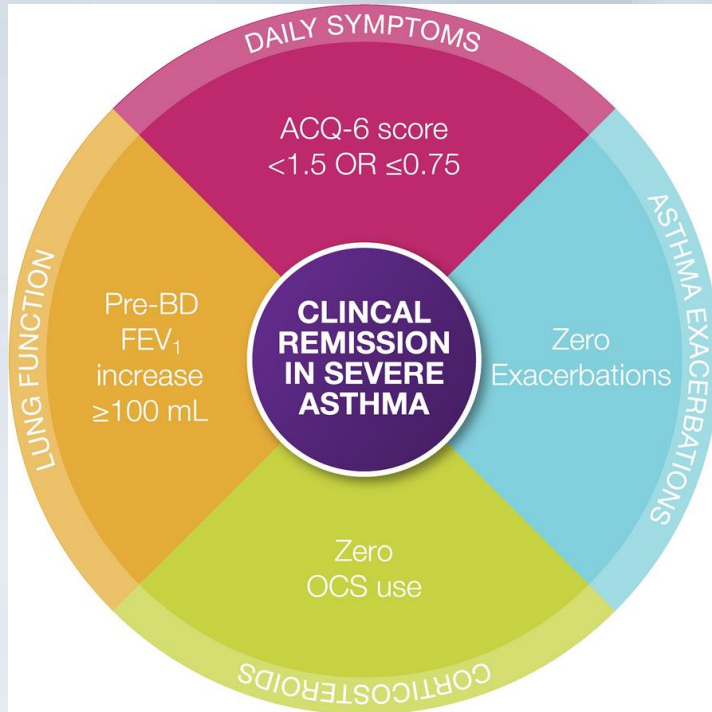 DAILY SYMPTOMS
ACQ-6 score
<1.5 OR ≤0.75
ASTHMA EXACERBATIONS
Zero
Exacerbations
CORTICOSTEROIDS
Zero
OCS use
LUNG FUNCTION
Pre-BD
FEV₁
increase
≥100 mL
CLINCAL
REMISSION
IN SEVERE
ASTHMA